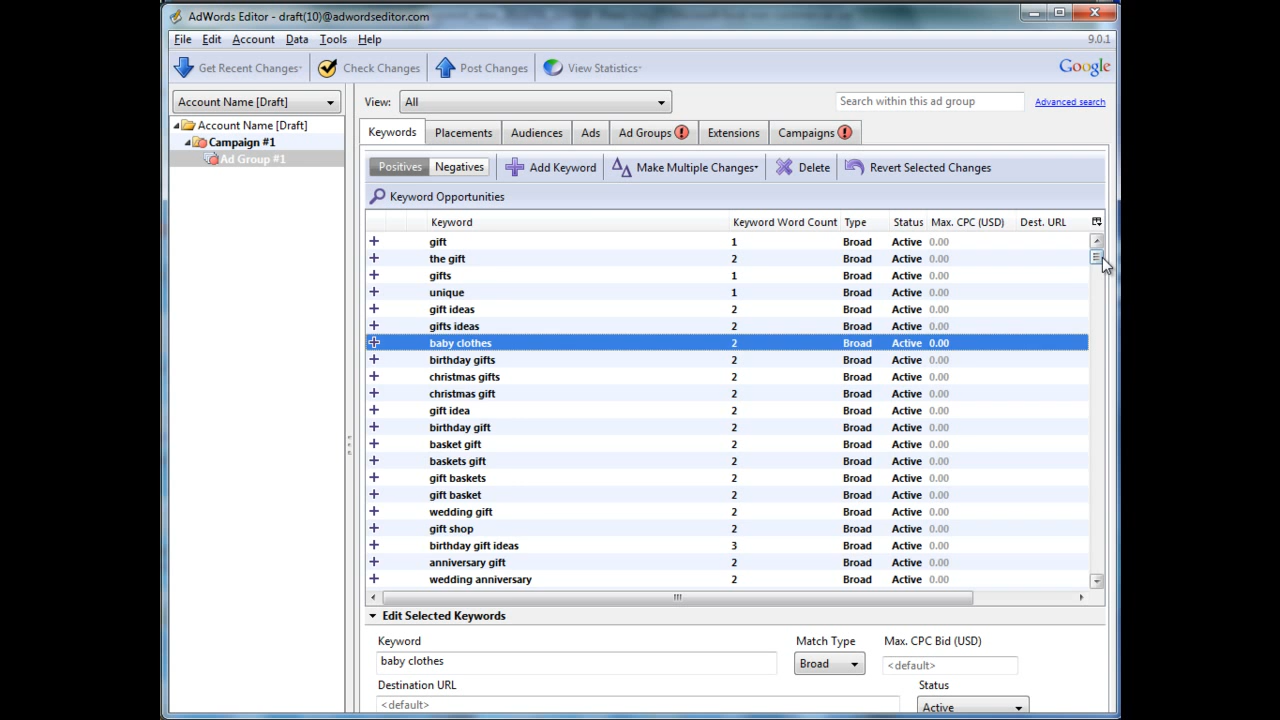 AdWords Editor - draft(10)@adwordseditor.com
File Edit Account Data Tools Help 9.0.1
Get Recent Changes Check Changes Post Changes View Statistics Google
Account Name [Draft] View: All Search within this ad group Advanced search
Account Name [Draft]
Campaign #1
Ad Group #1
Keywords Placements Audiences Ads Ad Groups Extensions Campaigns
Positives Negatives Add Keyword Make Multiple Changes Delete Revert Selected Changes
Keyword Opportunities
Keyword Keyword Word Count Type Status Max. CPC (USD) Dest. URL
gift 1 Broad Active 0.00
the gift 2 Broad Active 0.00
gifts 1 Broad Active 0.00
unique 1 Broad Active 0.00
gift ideas 2 Broad Active 0.00
gifts ideas 2 Broad Active 0.00
baby clothes 2 Broad Active 0.00
birthday gifts 2 Broad Active 0.00
christmas gifts 2 Broad Active 0.00
christmas gift 2 Broad Active 0.00
gift idea 2 Broad Active 0.00
birthday gift 2 Broad Active 0.00
basket gift 2 Broad Active 0.00
baskets gift 2 Broad Active 0.00
gift baskets 2 Broad Active 0.00
gift basket 2 Broad Active 0.00
wedding gift 2 Broad Active 0.00
gift shop 2 Broad Active 0.00
birthday gift ideas 3 Broad Active 0.00
anniversary gift 2 Broad Active 0.00
wedding anniversary 2 Broad Active 0.00
Edit Selected Keywords
Keyword Match Type Max. CPC Bid (USD)
baby clothes Broad <default>
Destination URL Status
<default> Active